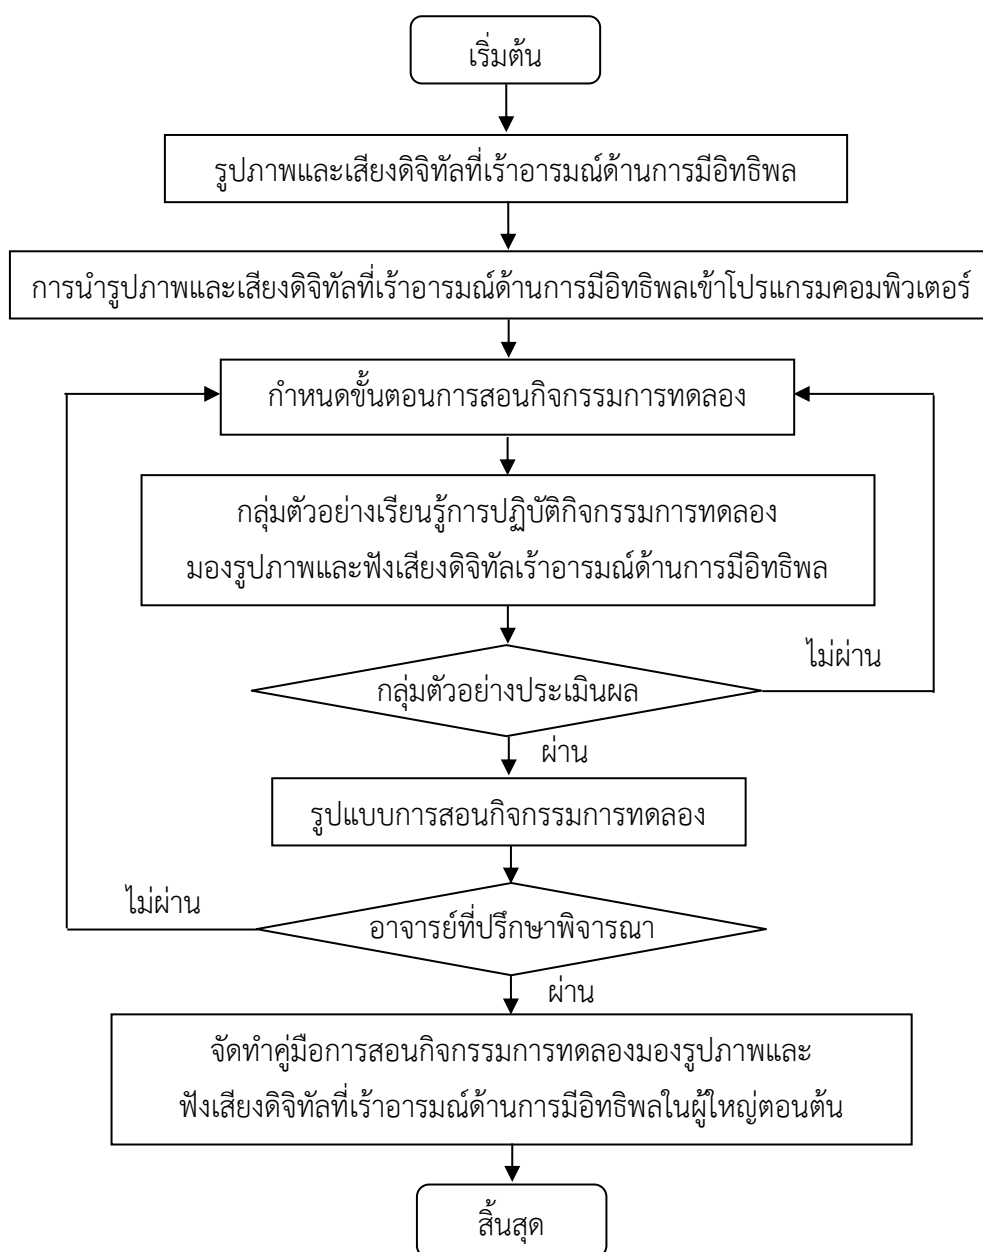 เริ่มต้น
รูปภาพและเสียงดิจิทัลที่เร้าอารมณ์ด้านการมีอิทธิพล
การนำรูปภาพและเสียงดิจิทัลที่เร้าอารมณ์ด้านการมีอิทธิพลเข้าโปรแกรมคอมพิวเตอร์
กำหนดขั้นตอนการสอนกิจกรรมการทดลอง
กลุ่มตัวอย่างเรียนรู้การปฏิบัติกิจกรรมการทดลอง
มองรูปภาพและฟังเสียงดิจิทัลเร้าอารมณ์ด้านการมีอิทธิพล
ไม่ผ่าน
กลุ่มตัวอย่างประเมินผล
ผ่าน
รูปแบบการสอนกิจกรรมการทดลอง
ไม่ผ่าน
อาจารย์ที่ปรึกษาพิจารณา
ผ่าน
จัดทำคู่มือการสอนกิจกรรมการทดลองมองรูปภาพและ
ฟังเสียงดิจิทัลที่เร้าอารมณ์ด้านการมีอิทธิพลในผู้ใหญ่ตอนต้น
สิ้นสุด